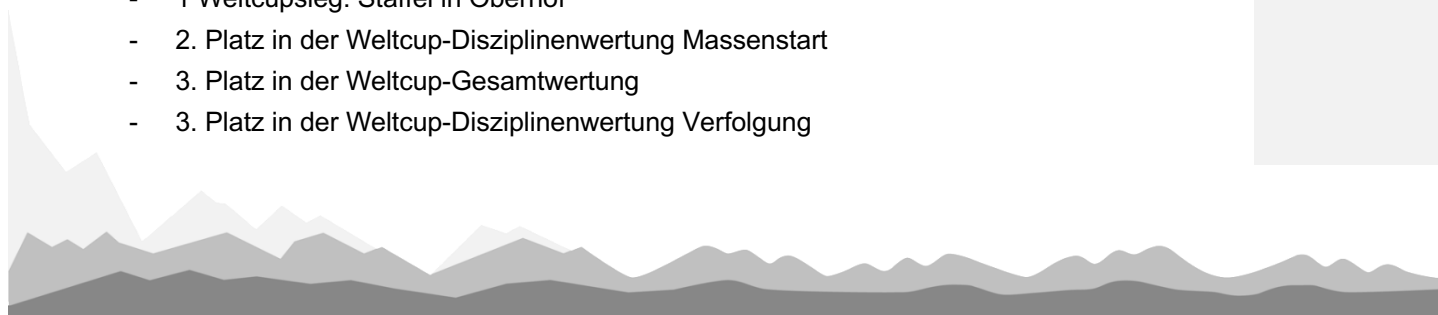 - 1 Weltcupsieg: Staffel in Oberhof
- 2. Platz in der Weltcup-Disziplinenwertung Massenstart
- 3. Platz in der Weltcup-Gesamtwertung
- 3. Platz in der Weltcup-Disziplinenwertung Verfolgung